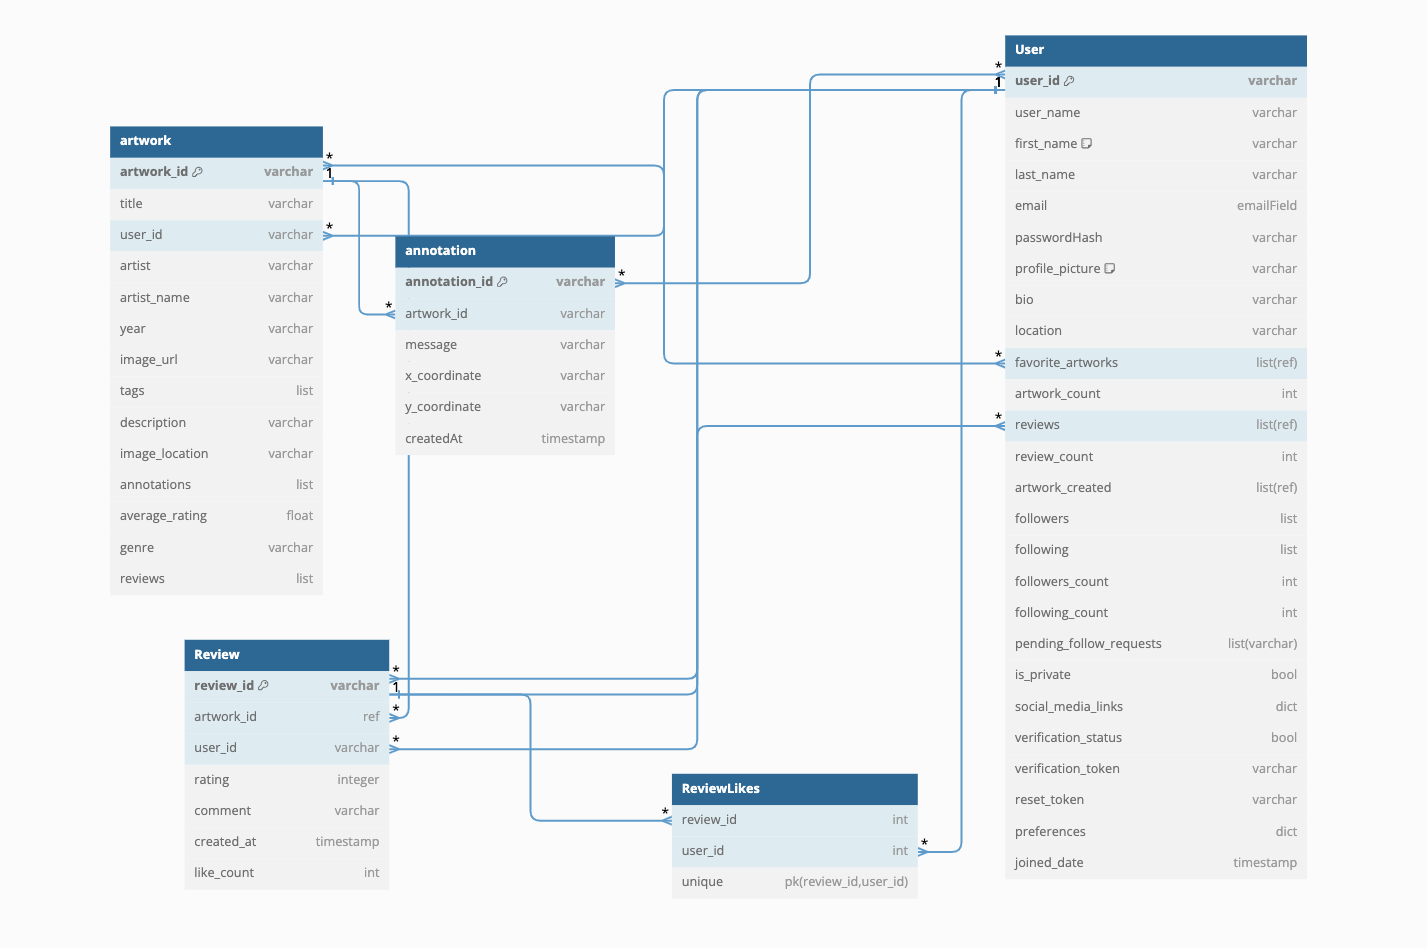 User
* user_id varchar
1
user_name varchar
first_name varchar
last_name varchar
email emailField
passwordHash varchar
profile_picture varchar
bio varchar
location varchar
* favorite_artworks list(ref)
artwork_count int
* reviews list(ref)
review_count int
artwork_created list(ref)
followers list
following list
followers_count int
following_count int
pending_follow_requests list(varchar)
is_private bool
social_media_links dict
verification_status bool
verification_token varchar
reset_token varchar
preferences dict
joined_date timestamp
artwork
artwork_id varchar *
1
title varchar
user_id varchar *
artist varchar
artist_name varchar
year varchar
image_url varchar
tags list
description varchar
image_location varchar
annotations list
average_rating float
genre varchar
reviews list
annotation
annotation_id varchar *
* artwork_id varchar
message varchar
x_coordinate varchar
y_coordinate varchar
createdAt timestamp
Review
review_id varchar *
1
artwork_id ref *
user_id varchar *
rating integer
comment varchar
created_at timestamp
like_count int
ReviewLikes
* review_id int
user_id int *
unique pk(review_id,user_id)